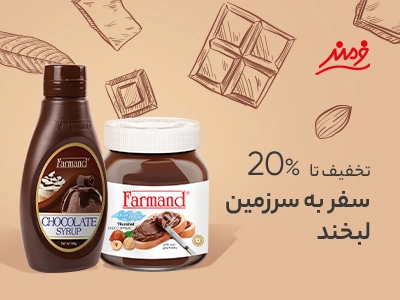 فرمند
تخفیف تا 20%
سفر به سرزمین
لبخند
Farmand
CHOCOLATE
SYRUP
Farmand